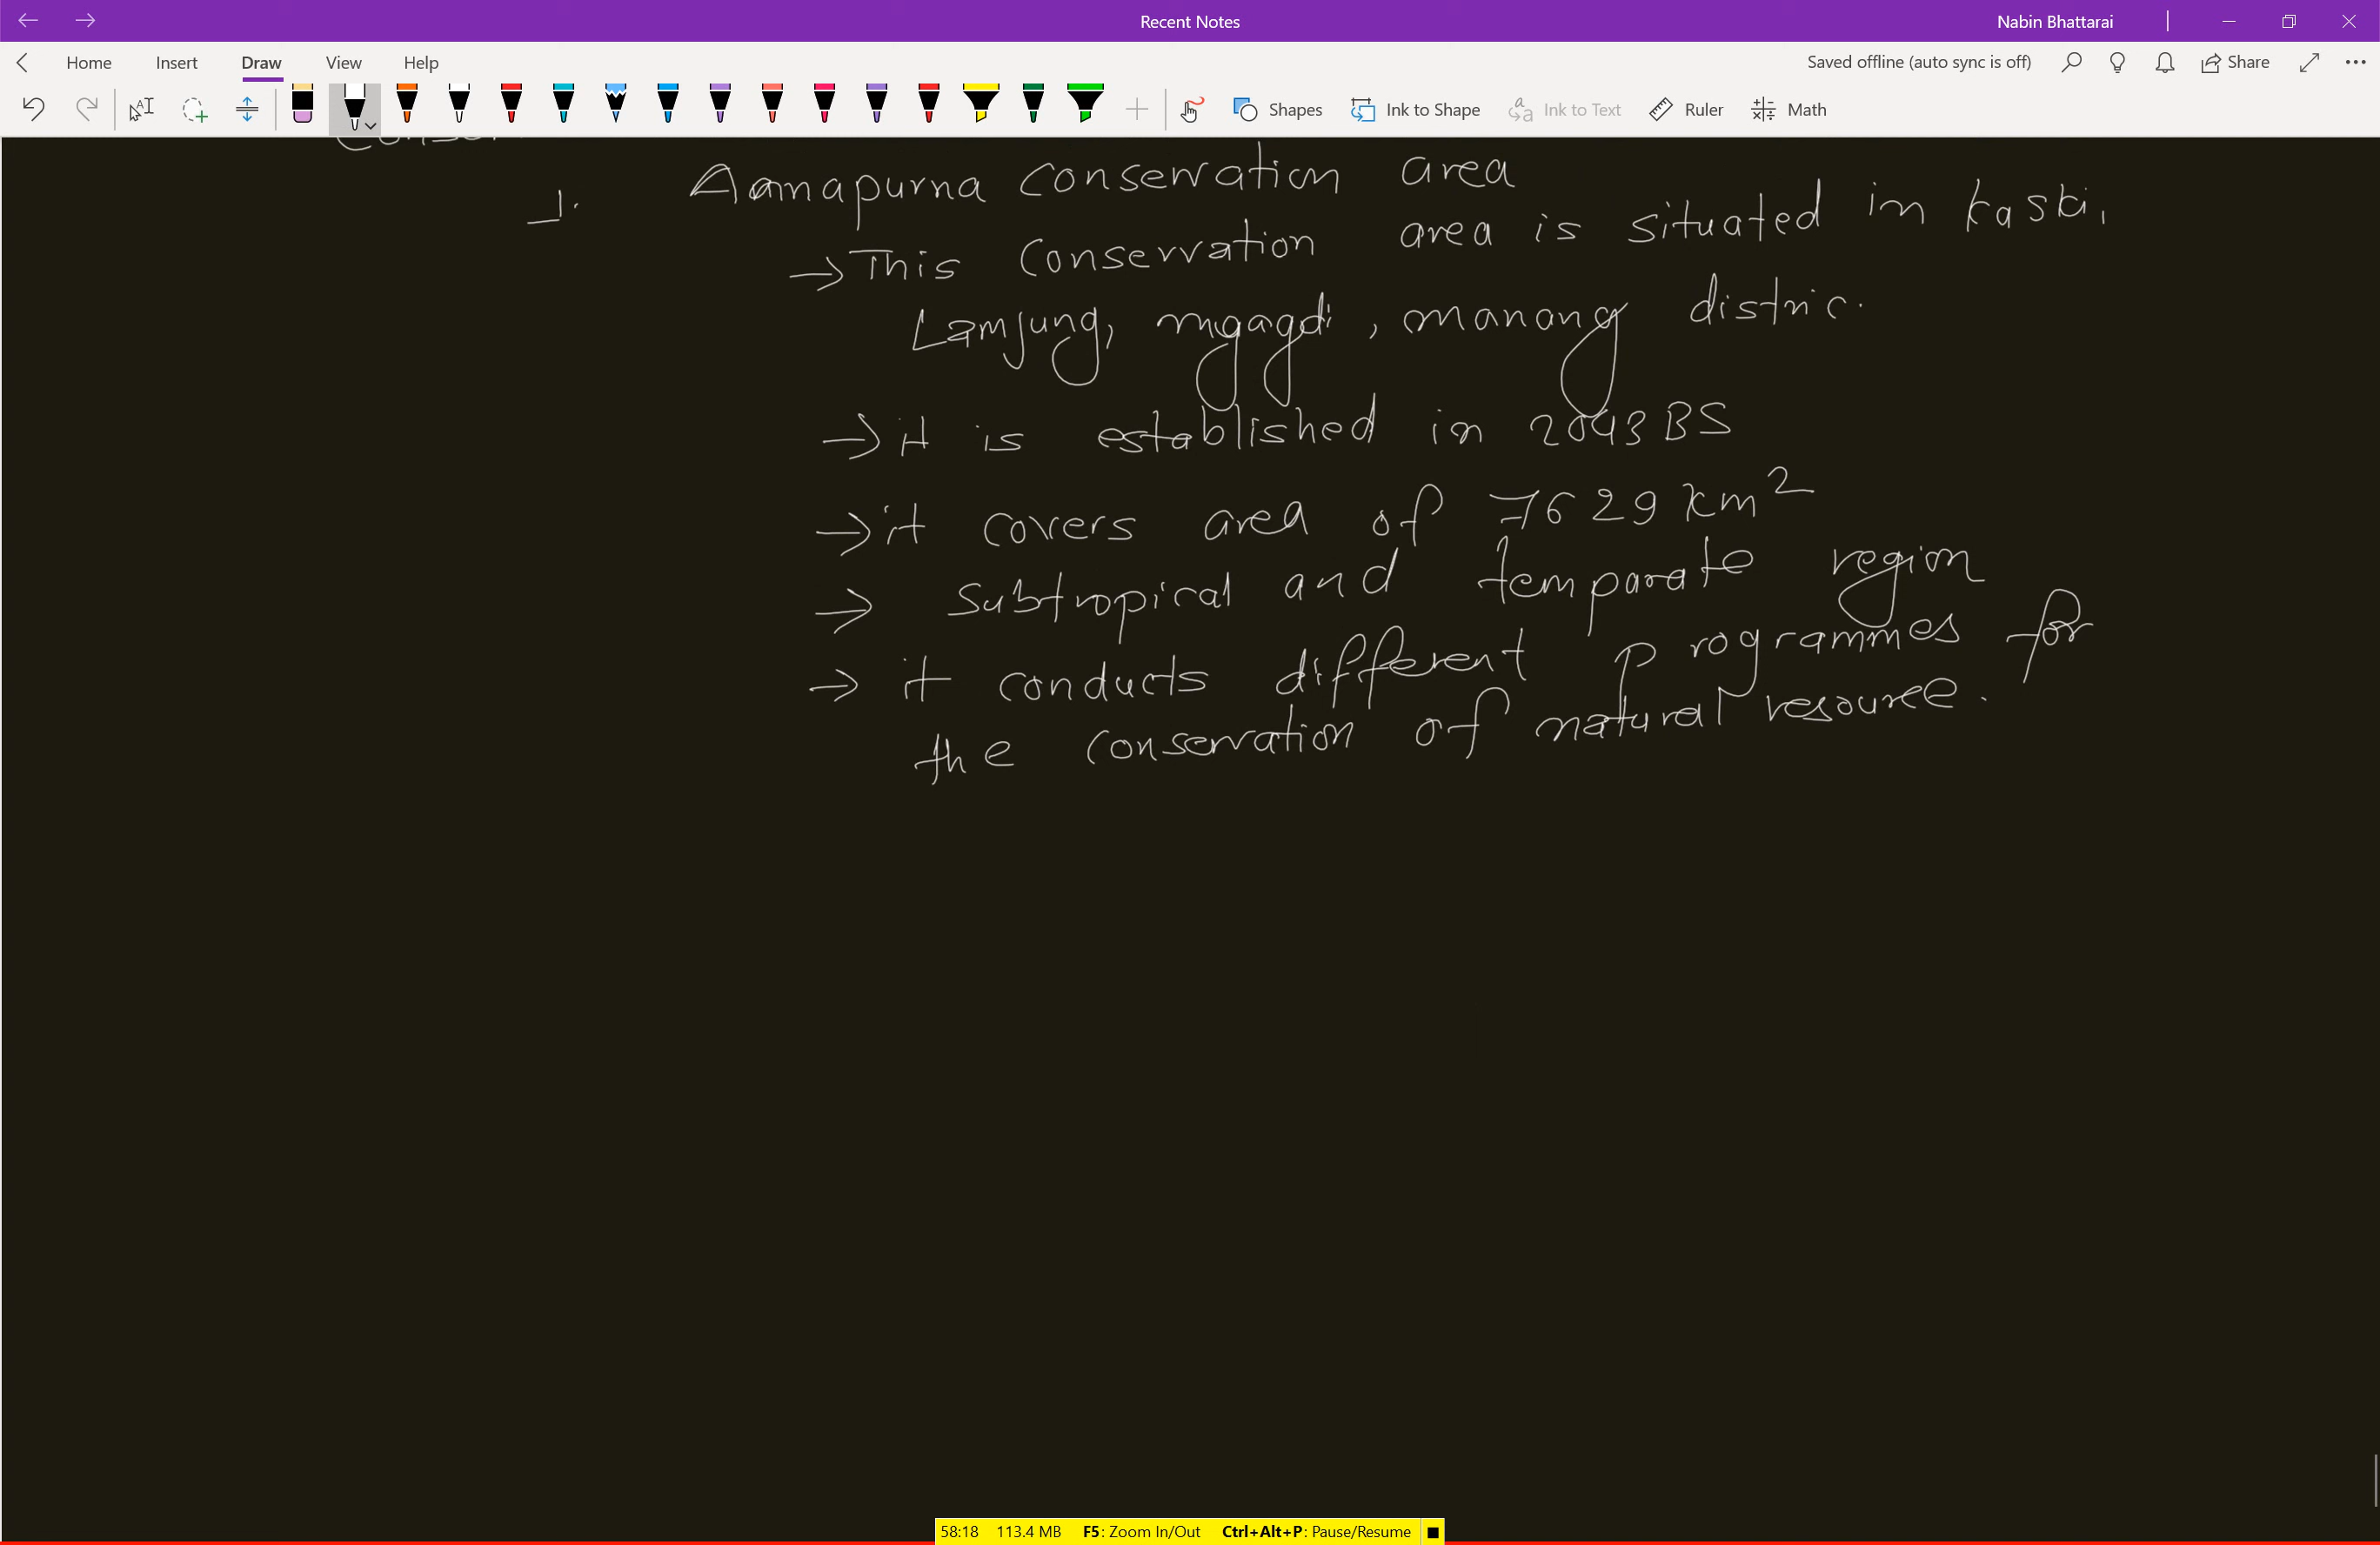 Recent Notes
Nabin Bhattarai
Home Insert Draw View Help
Saved offline (auto sync is off)
Share
Shapes Ink to Shape Ink to Text Ruler Math
1. Aannapurna Conservation area
→ This Conservation area is situated in kaski,
Lamjung, myagdi, manang distric.
→ it is established in 2043 BS
→ it covers area of 7629 km²
→ Subtropical and temparate region
→ it conducts different programmes for
the conservation of natural resource.
58:18 113.4 MB F5: Zoom In/Out Ctrl+Alt+P: Pause/Resume